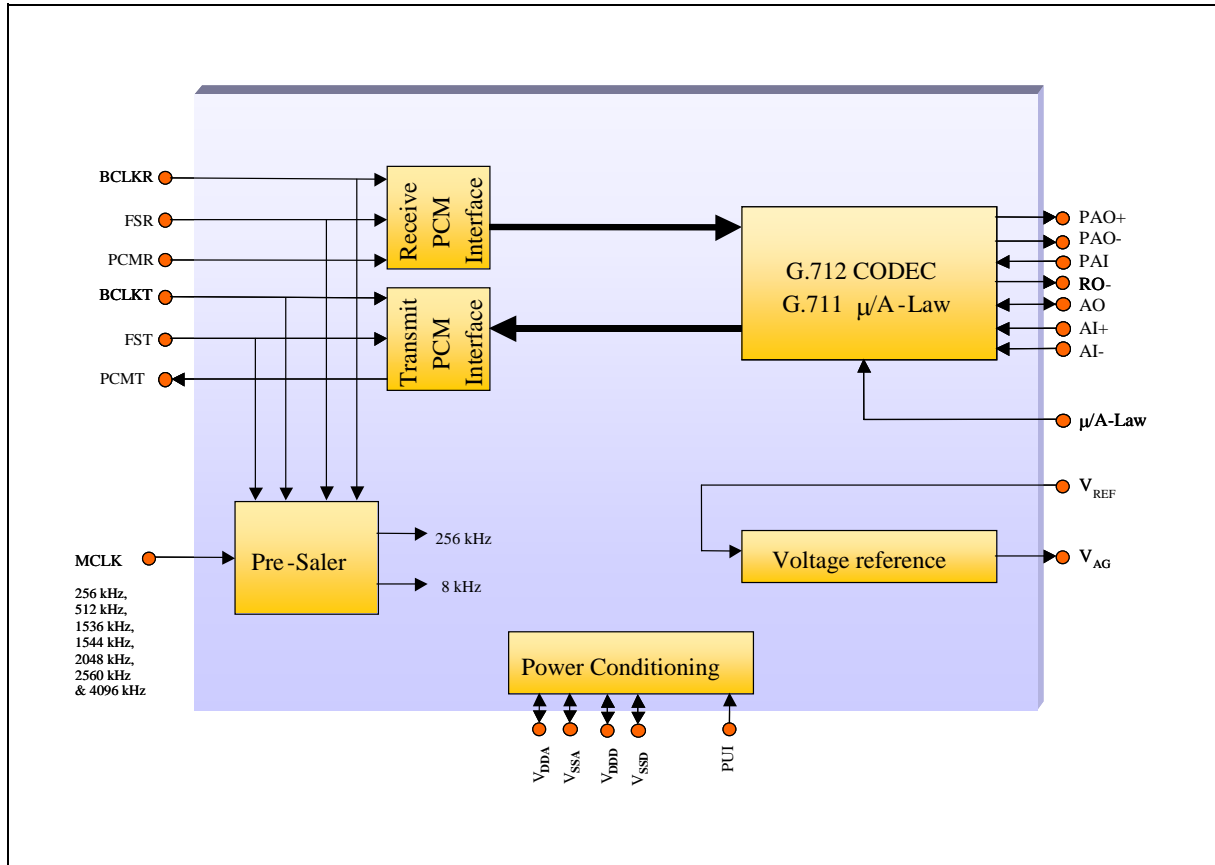 BCLKR
FSR
PCMR
BCLKT
FST
PCMT
Receive
PCM
Interface
Transmit
PCM
Interface
G.712 CODEC
G.711 μ/A-Law
PAO+
PAO-
PAI
RO-
AO
AI+
AI-
μ/A-Law
VREF
VAG
Voltage reference
MCLK
256 kHz,
512 kHz,
1536 kHz,
1544 kHz,
2048 kHz,
2560 kHz
& 4096 kHz
Pre-Saler
256 kHz
8 kHz
Power Conditioning
VDDA
VSSA
VDDD
VSSD
PUI